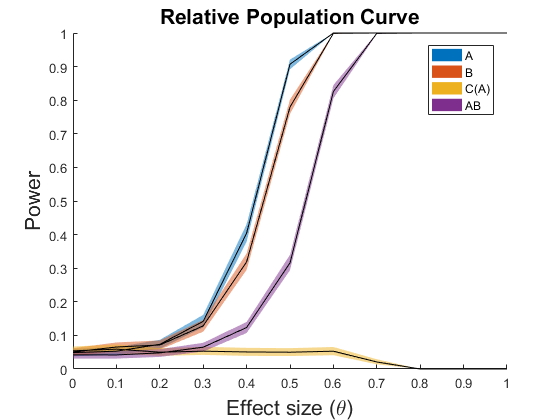 Relative Population Curve
A
B
C(A)
AB
1
0.9
0.8
0.7
0.6
0.5
0.4
0.3
0.2
0.1
0
Power
0 0.1 0.2 0.3 0.4 0.5 0.6 0.7 0.8 0.9 1
Effect size (θ)